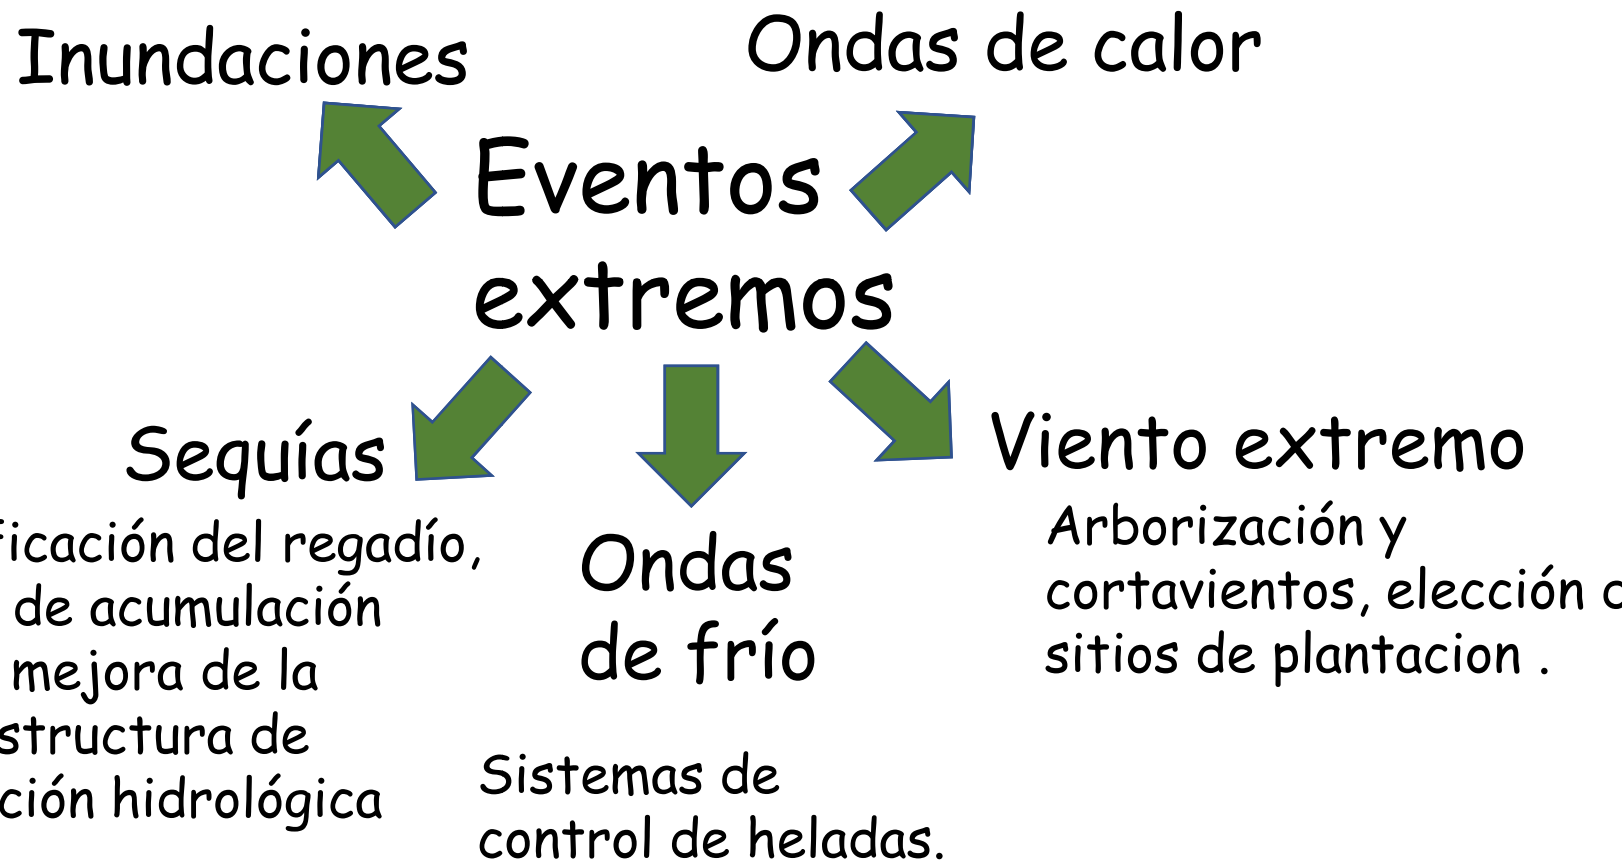 Inundaciones
Ondas de calor
Eventos
extremos
Sequías
ficación del regadío,
de acumulación
mejora de la
structura de
ción hidrológica
Ondas
de frío
Sistemas de
control de heladas.
Viento extremo
Arborización y
cortavientos, elección
sitios de plantacion .